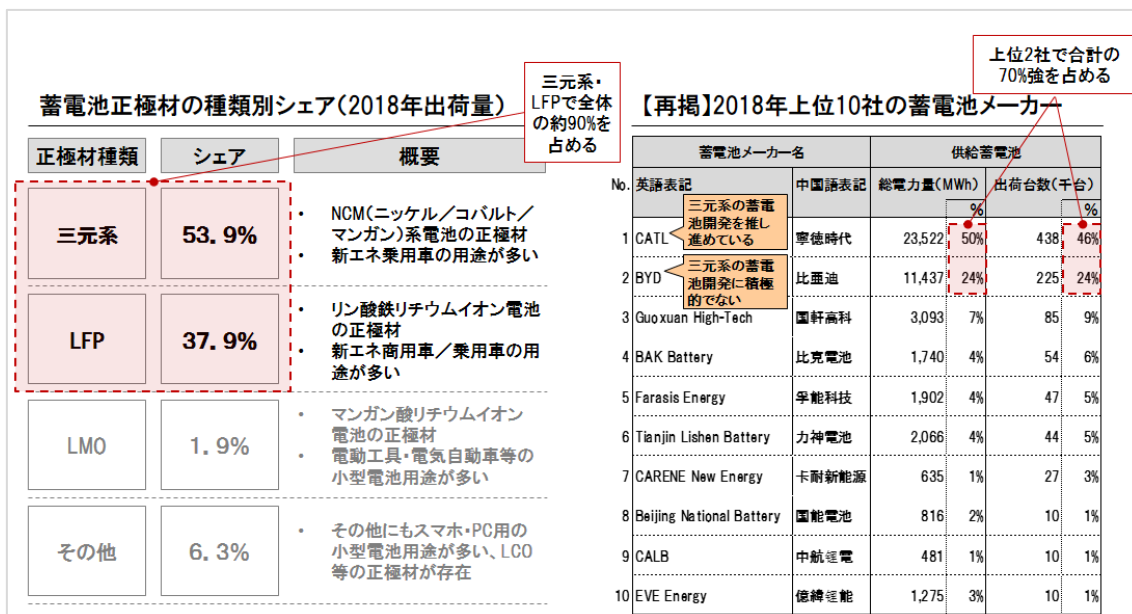 上位2社で合計の
70%強を占める
三元系・
LFPで全体
の約90%を
占める
蓄電池正極材の種類別シェア(2018年出荷量)
正極材種類 シェア 概要
三元系 53.9%
・ NCM(ニッケル/コバルト/
マンガン)系電池の正極材
・ 新エネ乗用車の用途が多い
LFP 37.9%
・ リン酸鉄リチウムイオン電池
の正極材
・ 新エネ商用車/乗用車の用
途が多い
LMO 1.9%
・ マンガン酸リチウムイオン
電池の正極材
・ 電動工具・電気自動車等の
小型電池用途が多い
その他 6.3%
・ その他にもスマホ・PC用の
小型電池用途が多い、LCO
等の正極材が存在
【再掲】2018年上位10社の蓄電池メーカー
蓄電池メーカー名 供給蓄電池
No. 英語表記 中国語表記 総電力量(MWh) 出荷台数(千台)
% %
三元系の蓄電
池開発を推し
進めている
1 CATL 寧徳時代 23,522 50% 438 46%
三元系の蓄電
池開発に積極
的でない
2 BYD 比亜迪 11,437 24% 225 24%
3 Guoxuan High-Tech 国軒高科 3,093 7% 85 9%
4 BAK Battery 比克電池 1,740 4% 54 6%
5 Farasis Energy 孚能科技 1,902 4% 47 5%
6 Tianjin Lishen Battery 力神電池 2,066 4% 44 5%
7 CARENE New Energy 卡耐新能源 635 1% 27 3%
8 Beijing National Battery 国能電池 816 2% 10 1%
9 CALB 中航锂電 481 1% 10 1%
10 EVE Energy 億緯锂能 1,275 3% 10 1%